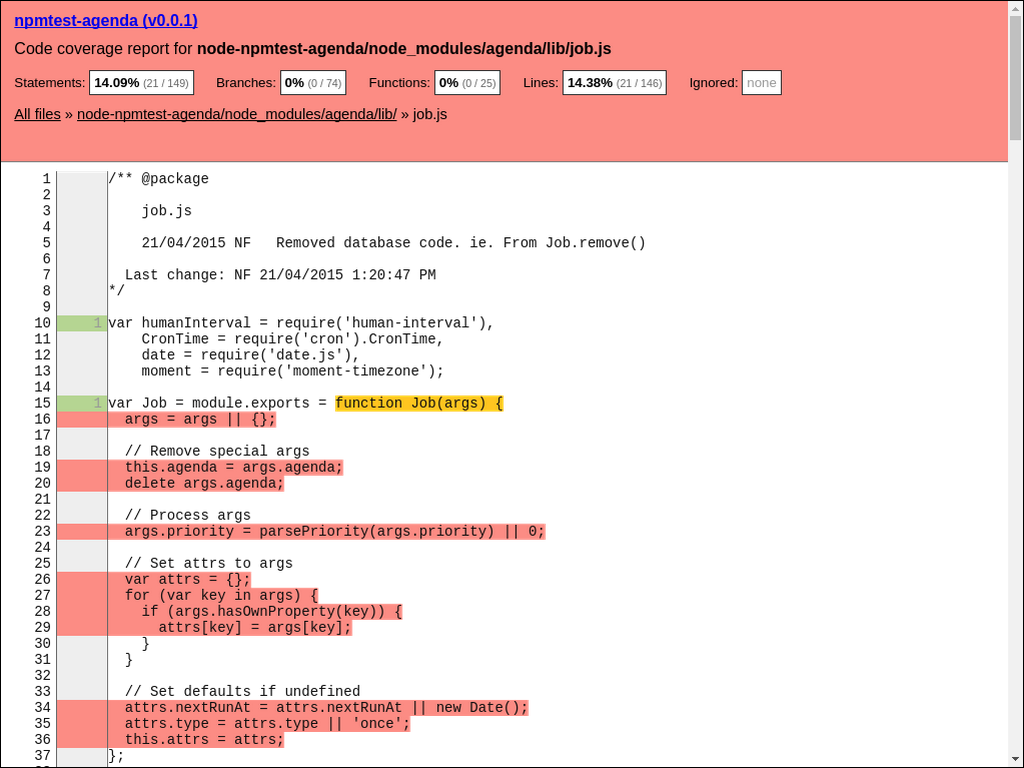 npmtest-agenda (v0.0.1)
Code coverage report for node-npmtest-agenda/node_modules/agenda/lib/job.js
Statements: 14.09% (21 / 149) Branches: 0% (0 / 74) Functions: 0% (0 / 25) Lines: 14.38% (21 / 146) Ignored: none
All files » node-npmtest-agenda/node_modules/agenda/lib/ » job.js
1 /** @package
2
3 job.js
4
5 21/04/2015 NF   Removed database code. ie. From Job.remove()
6
7 Last change: NF 21/04/2015 1:20:47 PM
8 */
9
10 1 var humanInterval = require('human-interval'),
11 CronTime = require('cron').CronTime,
12 date = require('date.js'),
13 moment = require('moment-timezone');
14
15 1 var Job = module.exports = function Job(args) {
16 args = args || {};
17
18 // Remove special args
19 this.agenda = args.agenda;
20 delete args.agenda;
21
22 // Process args
23 args.priority = parsePriority(args.priority) || 0;
24
25 // Set attrs to args
26 var attrs = {};
27 for (var key in args) {
28 if (args.hasOwnProperty(key)) {
29 attrs[key] = args[key];
30 }
31 }
32
33 // Set defaults if undefined
34 attrs.nextRunAt = attrs.nextRunAt || new Date();
35 attrs.type = attrs.type || 'once';
36 this.attrs = attrs;
37 };